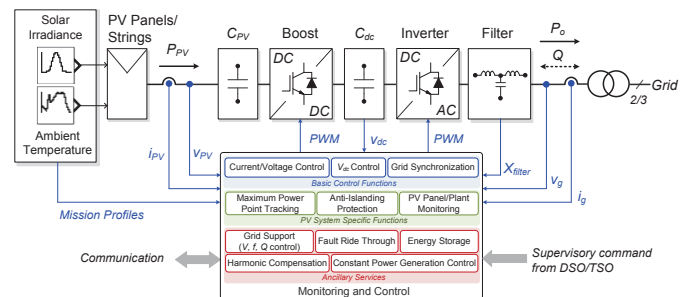 Solar
Irradiance
PV Panels/
Strings
P_PV
C_PV
Boost
C_dc
Inverter
Filter
P_o
Q
DC
DC
DC
AC
2/3
Grid
Ambient
Temperature
i_PV
v_PV
PWM
v_dc
PWM
X_filter
v_g
i_g
Mission Profiles
Current/Voltage Control
V_dc Control
Grid Synchronization
Basic Control Functions
Maximum Power
Point Tracking
Anti-Islanding
Protection
PV Panel/Plant
Monitoring
PV System Specific Functions
Grid Support
(V, f, Q control)
Fault Ride Through
Energy Storage
Harmonic Compensation
Constant Power Generation Control
Ancillary Services
Monitoring and Control
Communication
Supervisory command
from DSO/TSO